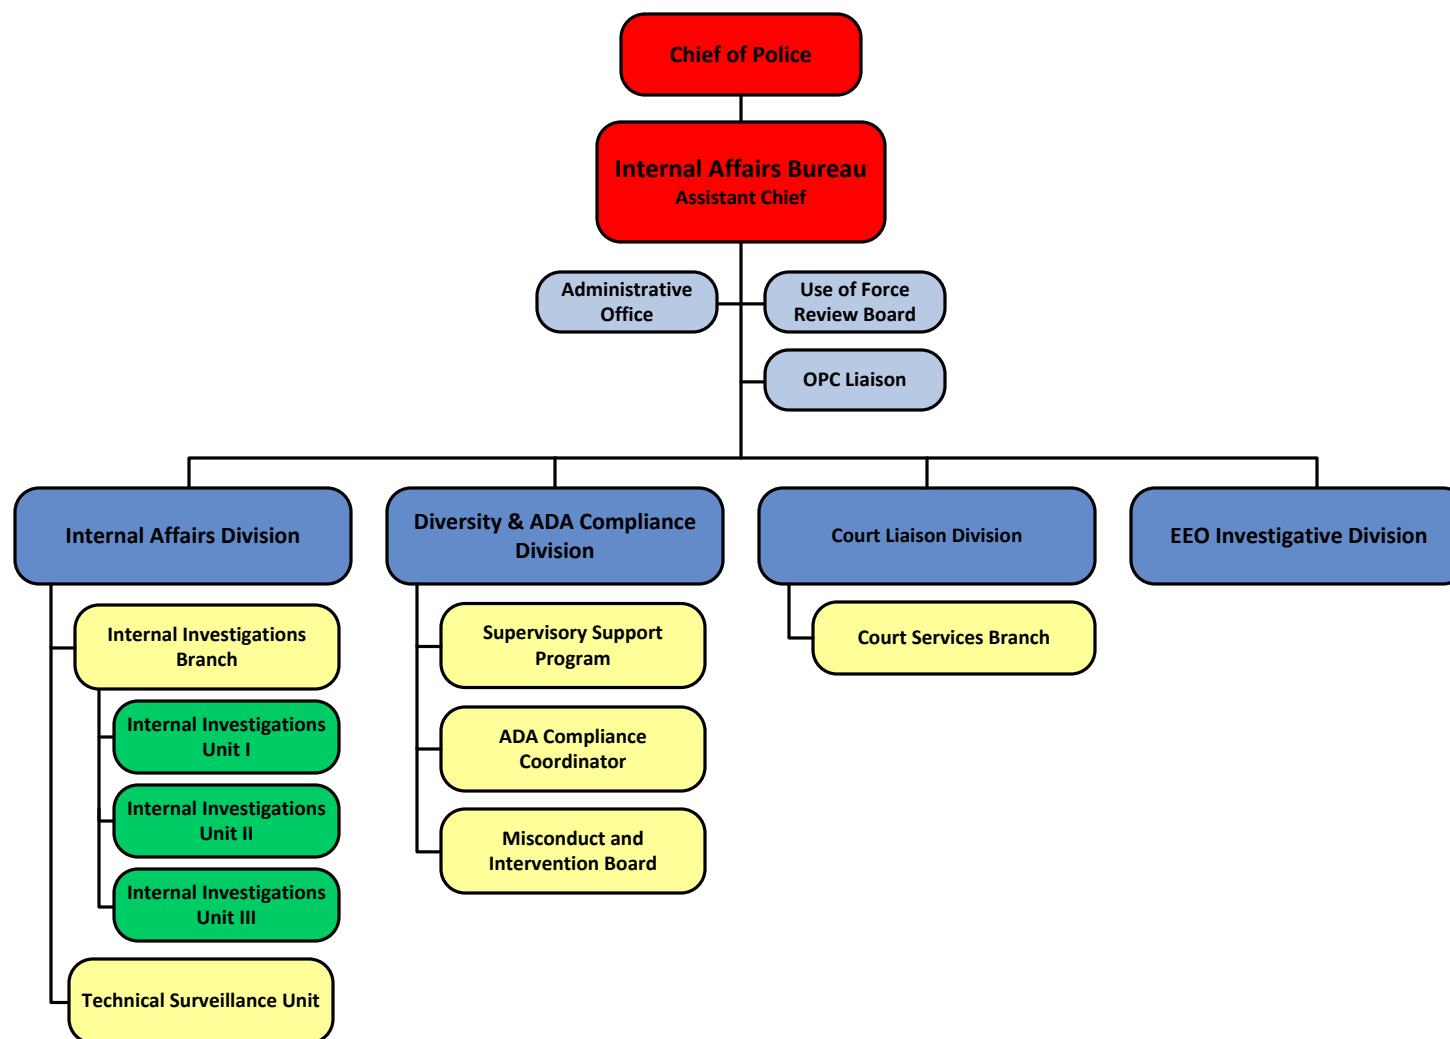 Chief of Police
Internal Affairs Bureau
Assistant Chief
Administrative
Office
Use of Force
Review Board
OPC Liaison
Internal Affairs Division
Diversity & ADA Compliance
Division
Court Liaison Division
EEO Investigative Division
Internal Investigations
Branch
Internal Investigations
Unit I
Internal Investigations
Unit II
Internal Investigations
Unit III
Technical Surveillance Unit
Supervisory Support
Program
ADA Compliance
Coordinator
Misconduct and
Intervention Board
Court Services Branch